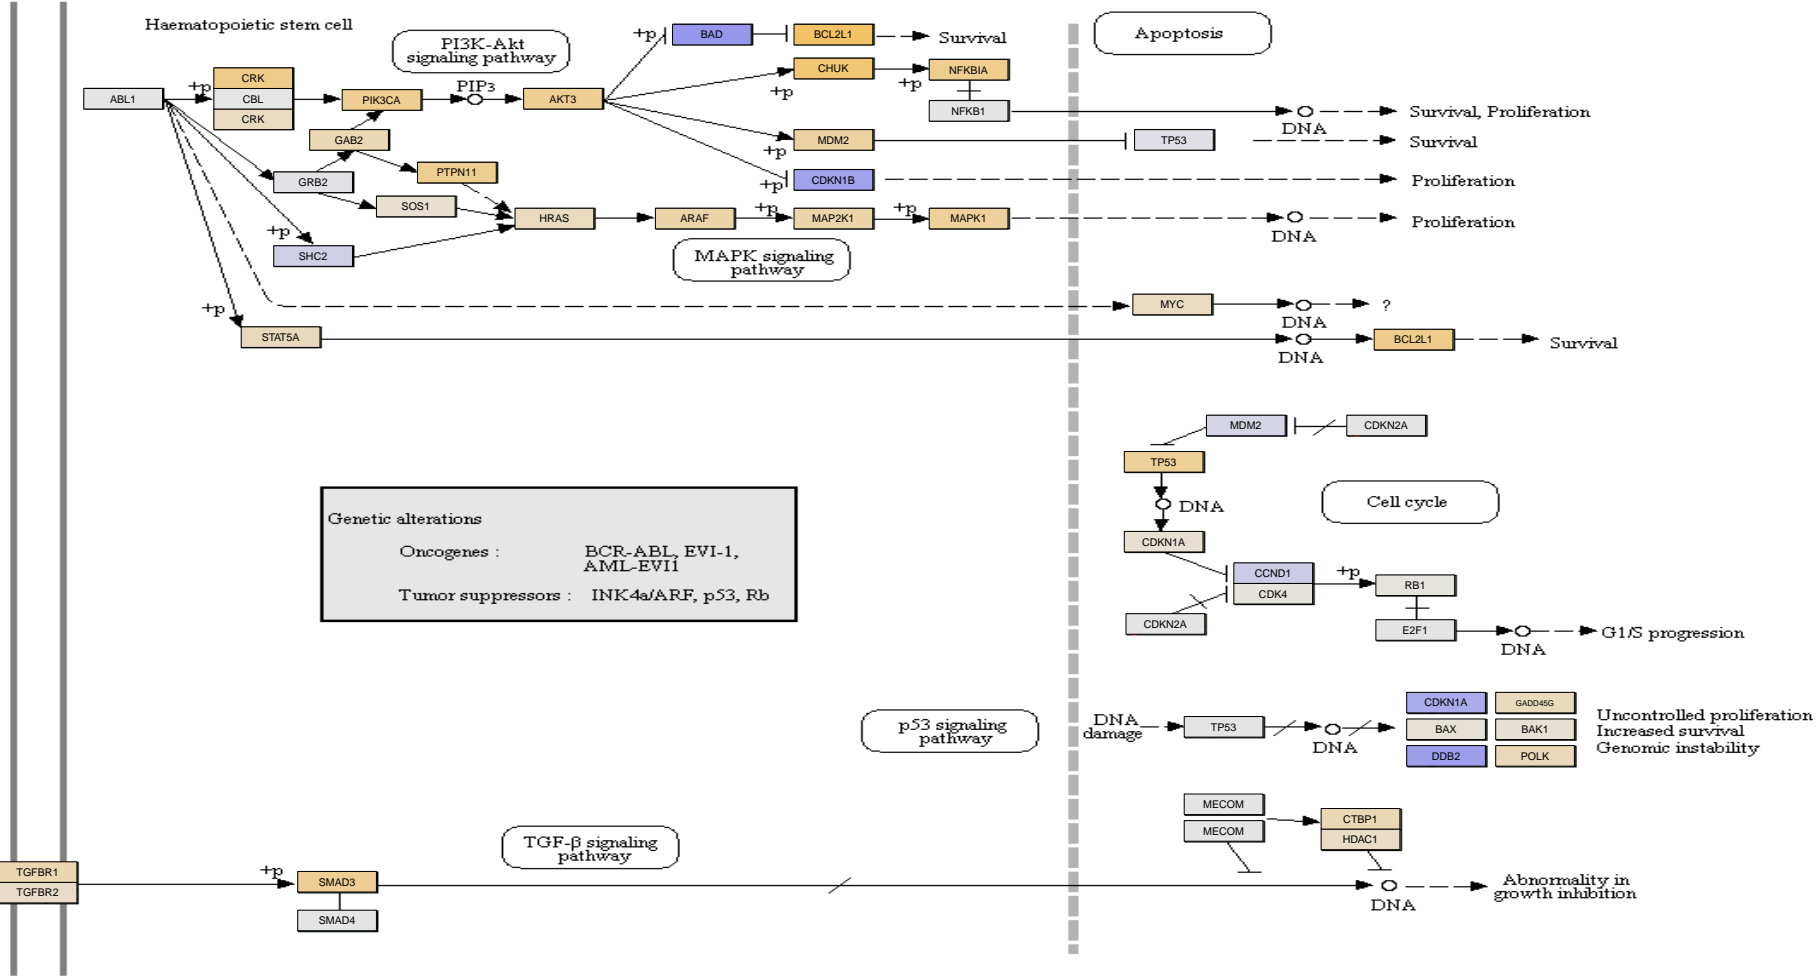 Haematopoietic stem cell
PI3K-Akt
signaling pathway
Apoptosis
+p
BAD
BCL2L1
Survival
CRK
CBL
CRK
+p
ABL1
PIK3CA
PIP3
AKT3
CHUK
+p
+p
NFKBIA
NFKB1
DNA
Survival, Proliferation
GAB2
MDM2
+p
TP53
Survival
PTPN11
GRB2
CDKN1B
+p
Proliferation
SOS1
HRAS
ARAF
+p
MAP2K1
+p
MAPK1
DNA
Proliferation
+p
SHC2
MAPK signaling
pathway
+p
MYC
DNA
?
STAT5A
DNA
BCL2L1
Survival
MDM2
CDKN2A
TP53
DNA
Cell cycle
CDKN1A
CCND1
CDK4
+p
RB1
CDKN2A
E2F1
DNA
G1/S progression
Genetic alterations
Oncogenes :
BCR-ABL, EVI-1,
AML-EVI1
Tumor suppressors :
INK4a/ARF, p53, Rb
p53 signaling
pathway
DNA
damage
TP53
DNA
CDKN1A
GADD45G
BAX
BAK1
DDB2
POLK
Uncontrolled proliferation
Increased survival
Genomic instability
MECOM
MECOM
CTBP1
HDAC1
TGF-β signaling
pathway
TGFBR1
TGFBR2
+p
SMAD3
SMAD4
DNA
Abnormality in
growth inhibition